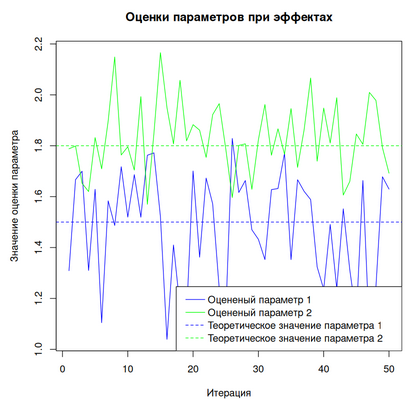 Оценки параметров при эффектах
Значение оценки параметра
2.2
2.0
1.8
1.6
1.4
1.2
1.0
0
10
20
30
40
50
Итерация
Оцененый параметр 1
Оцененый параметр 2
Теоретическое значение параметра 1
Теоретическое значение параметра 2